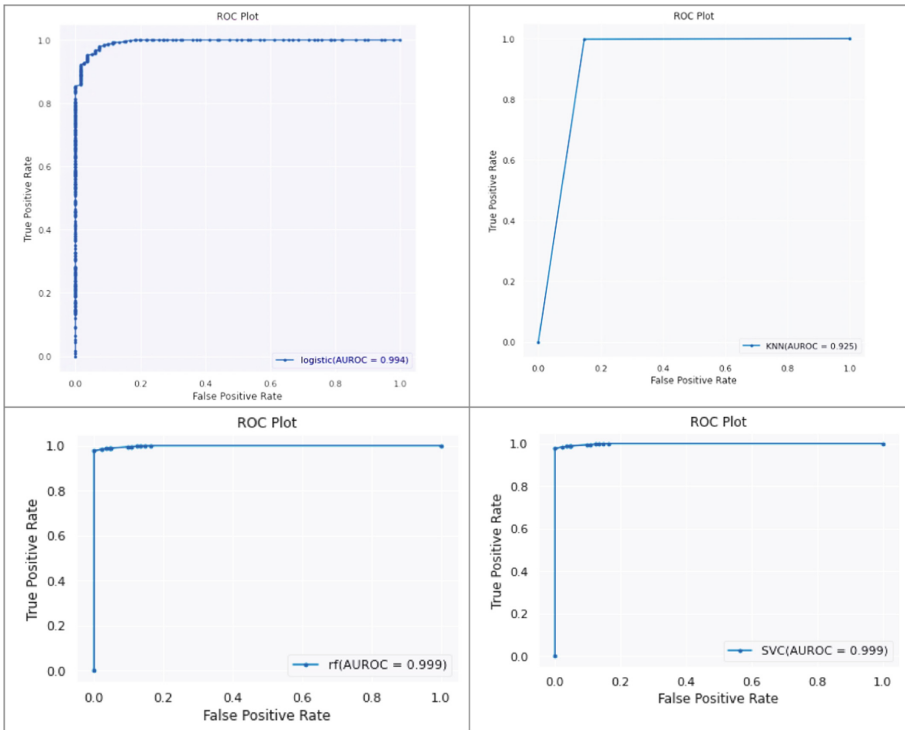 ROC Plot
1.0
0.8
0.6
0.4
0.2
0.0
True Positive Rate
logistic(AUROC = 0.994)
0.0 0.2 0.4 0.6 0.8 1.0
False Positive Rate
ROC Plot
1.0
0.8
0.6
0.4
0.2
0.0
True Positive Rate
KNN(AUROC = 0.925)
0.0 0.2 0.4 0.6 0.8 1.0
False Positive Rate
ROC Plot
1.0
0.8
0.6
0.4
0.2
0.0
True Positive Rate
rf(AUROC = 0.999)
0.0 0.2 0.4 0.6 0.8 1.0
False Positive Rate
ROC Plot
1.0
0.8
0.6
0.4
0.2
0.0
True Positive Rate
SVC(AUROC = 0.999)
0.0 0.2 0.4 0.6 0.8 1.0
False Positive Rate